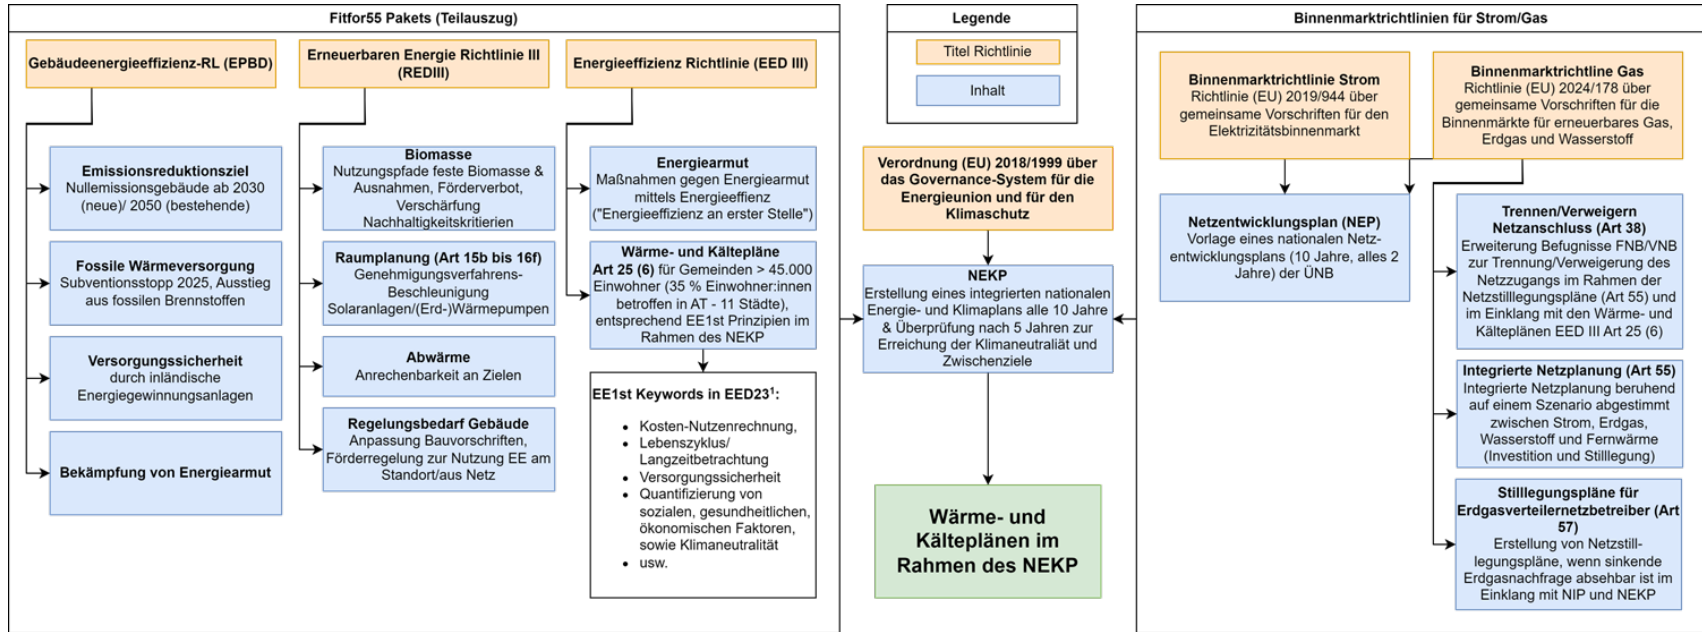 Fitfor55 Pakets (Teilauszug)
Gebäudeenergieeffizienz-RL (EPBD)
Emissionsreduktionsziel
Nullemissionsgebäude ab 2030
(neue)/ 2050 (bestehende)
Fossile Wärmeversorgung
Subventionsstopp 2025, Ausstieg
aus fossilen Brennstoffen
Versorgungssicherheit
durch inländische
Energiegewinnungsanlagen
Bekämpfung von Energiearmut
Erneuerbaren Energie Richtlinie III
(REDIII)
Biomasse
Nutzungspfade feste Biomasse &
Ausnahmen, Förderverbot,
Verschärfung
Nachhaltigkeitskritierien
Raumplanung (Art 15b bis 16f)
Genehmigungsverfahrens-
Beschleunigung
Solaranlagen/(Erd-)Wärmepumpen
Abwärme
Anrechenbarkeit an Zielen
Regelungsbedarf Gebäude
Anpassung Bauvorschriften,
Förderregelung zur Nutzung EE am
Standort/aus Netz
Energieeffizienz Richtlinie (EED III)
Energiearmut
Maßnahmen gegen Energiearmut
mittels Energieeffienz
("Energieeffizienz an erster Stelle")
Wärme- und Kältepläne
Art 25 (6) für Gemeinden > 45.000
Einwohner (35 % Einwohner:innen
betroffen in AT - 11 Städte),
entsprechend EE1st Prinzipien im
Rahmen des NEKP
EE1st Keywords in EED23¹:
• Kosten-Nutzenrechnung,
• Lebenszyklus/
Langzeitbetrachtung
• Versorgungssicherheit
• Quantifizierung von
sozialen, gesundheitlichen,
ökonomischen Faktoren,
sowie Klimaneutralität
• usw.
Legende
Titel Richtlinie
Inhalt
Verordnung (EU) 2018/1999 über
das Governance-System für die
Energieunion und für den
Klimaschutz
NEKP
Erstellung eines integrierten nationalen
Energie- und Klimaplans alle 10 Jahre
& Überprüfung nach 5 Jahren zur
Erreichung der Klimaneutraliät und
Zwischenziele
Wärme- und
Kälteplänen im
Rahmen des NEKP
Binnenmarktrichtlinien für Strom/Gas
Binnenmarktrichtlinie Strom
Richtlinie (EU) 2019/944 über
gemeinsame Vorschriften für den
Elektrizitätsbinnenmarkt
Binnenmarktrichtline Gas
Richtlinie (EU) 2024/178 über
gemeinsame Vorschriften für die
Binnenmärkte für erneuerbares Gas,
Erdgas und Wasserstoff
Netzentwicklungsplan (NEP)
Vorlage eines nationalen Netz-
entwicklungsplans (10 Jahre, alles 2
Jahre) der ÜNB
Trennen/Verweigern
Netzanschluss (Art 38)
Erweiterung Befugnisse FNB/VNB
zur Trennung/Verweigerung des
Netzzugangs im Rahmen der
Netzstilllegungspläne (Art 55) und
im Einklang mit den Wärme- und
Kälteplänen EED III Art 25 (6)
Integrierte Netzplanung (Art 55)
Integrierte Netzplanung beruhend
auf einem Szenario abgestimmt
zwischen Strom, Erdgas,
Wasserstoff und Fernwärme
(Investition und Stilllegung)
Stilllegungspläne für
Erdgasverteilernetzbetreiber (Art
57)
Erstellung von Netzstill-
legungspläne, wenn sinkende
Erdgasnachfrage absehbar ist im
Einklang mit NIP und NEKP